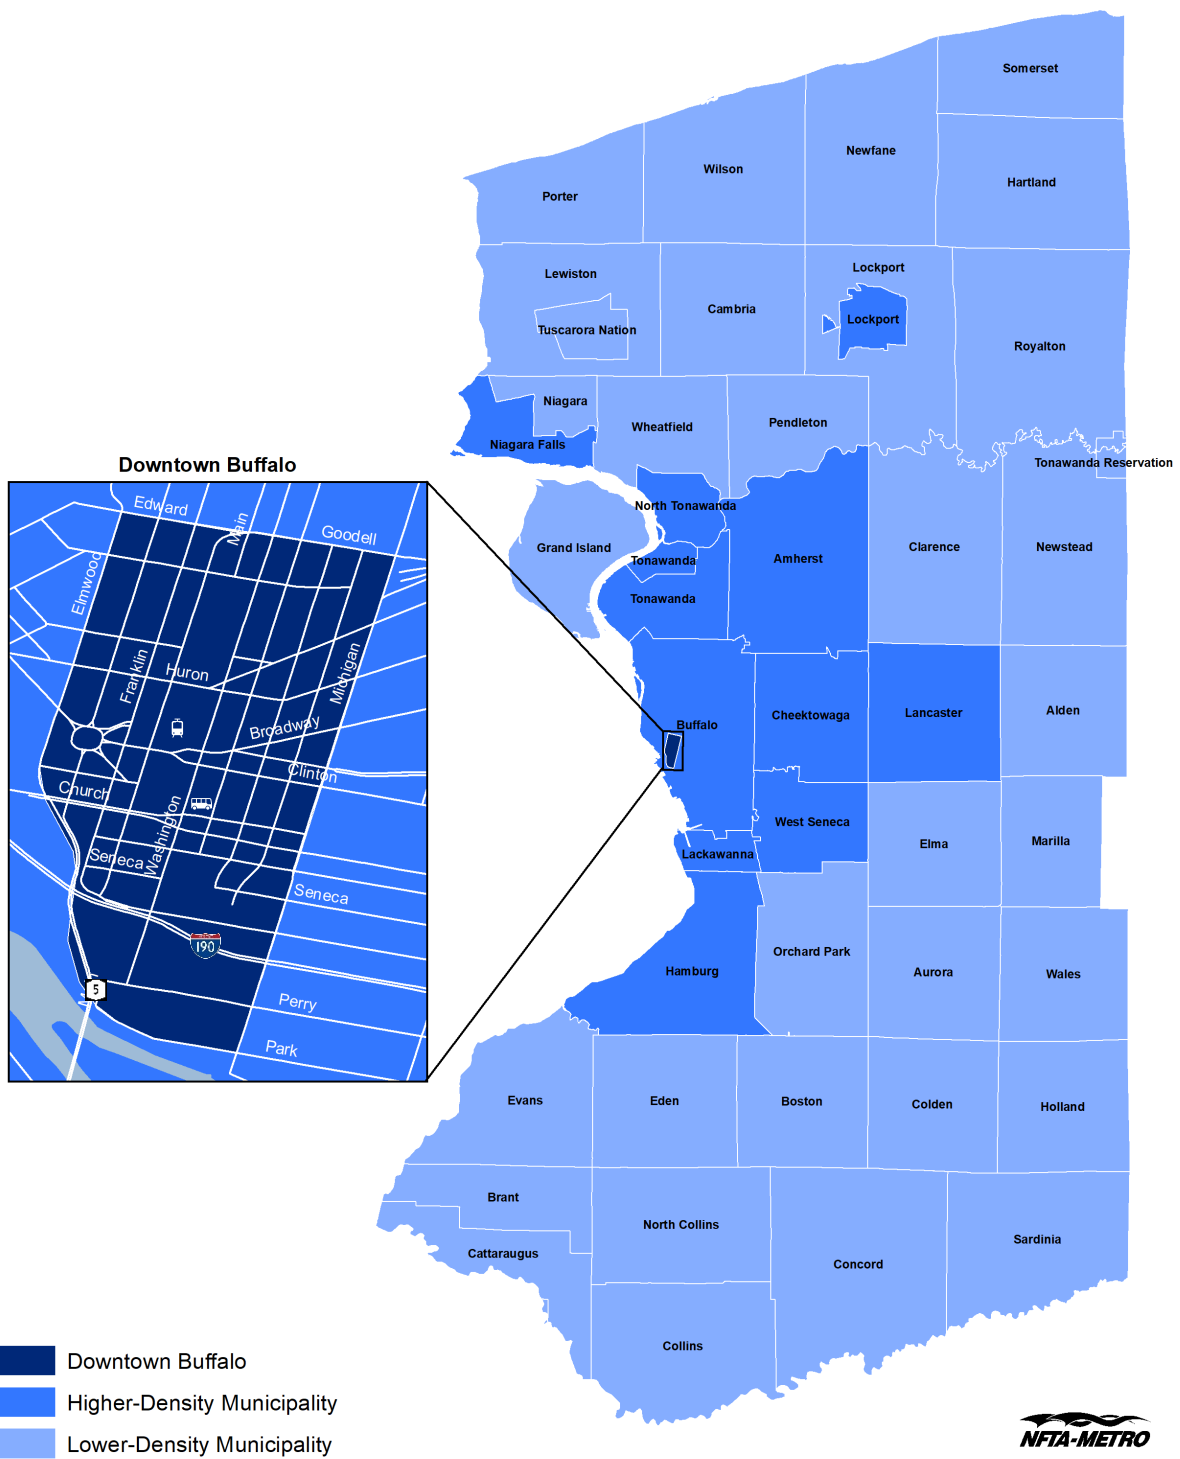 Somerset
Newfane
Wilson
Hartland
Porter
Lockport
Lewiston
Cambria
Lockport
Tuscarora Nation
Royalton
Niagara
Pendleton
Wheatfield
Niagara Falls
Tonawanda Reservation
North Tonawanda
Grand Island
Clarence
Newstead
Amherst
Tonawanda
Tonawanda
Buffalo
Cheektowaga
Lancaster
Alden
West Seneca
Elma
Marilla
Lackawanna
Orchard Park
Hamburg
Aurora
Wales
Evans
Eden
Boston
Colden
Holland
Brant
North Collins
Cattaraugus
Sardinia
Concord
Collins
Downtown Buffalo
Edward
Main
Goodell
Elmwood
Franklin
Huron
Michigan
Broadway
Clinton
Church
Washington
Seneca
Seneca
190
5
Perry
Park
Downtown Buffalo
Higher-Density Municipality
Lower-Density Municipality
NFTA-METRO